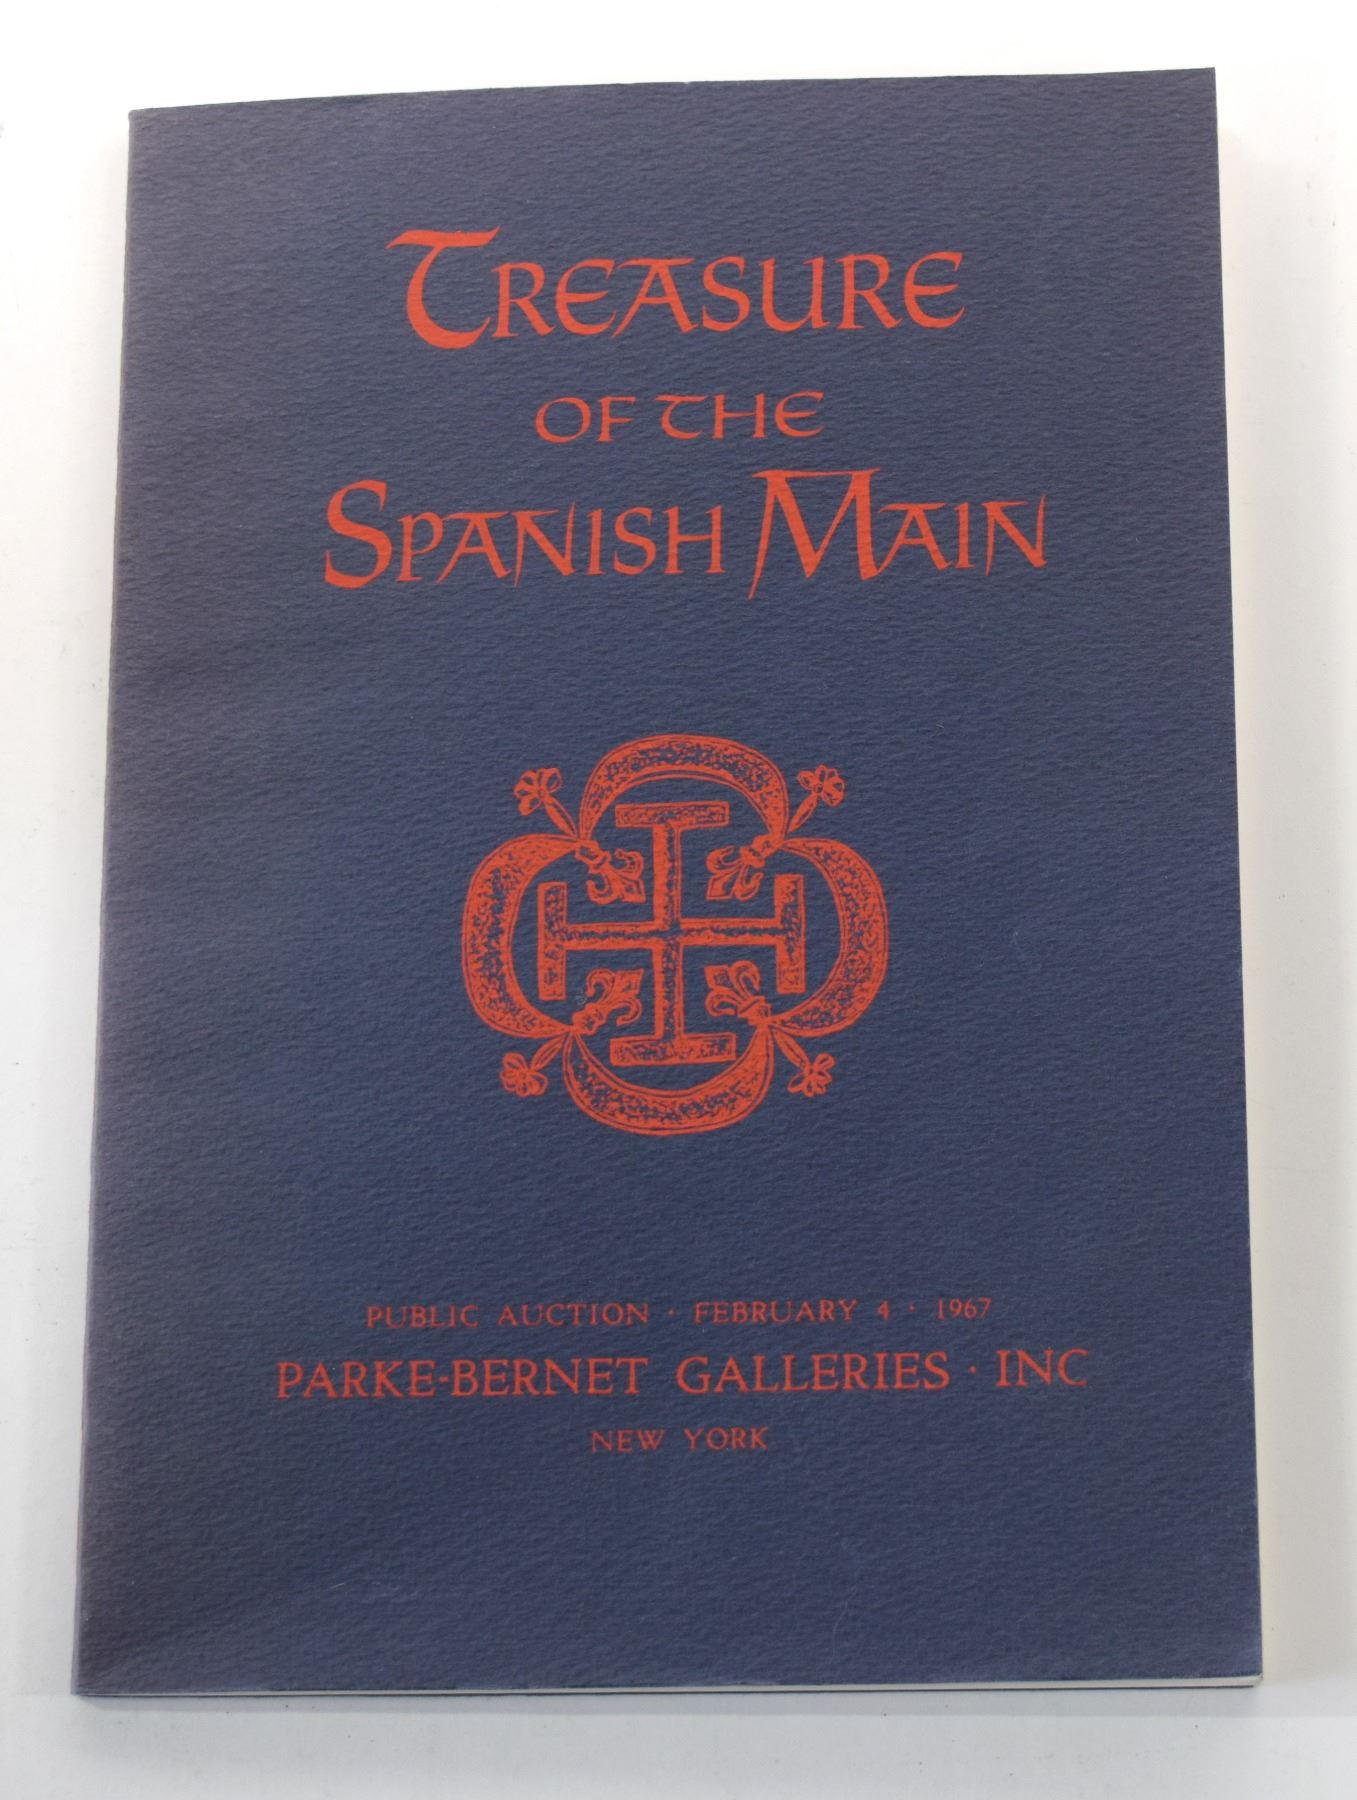 TREASURE
OF THE
SPANISH MAIN
PUBLIC AUCTION · FEBRUARY 4 · 1967
PARKE-BERNET GALLERIES · INC
NEW YORK